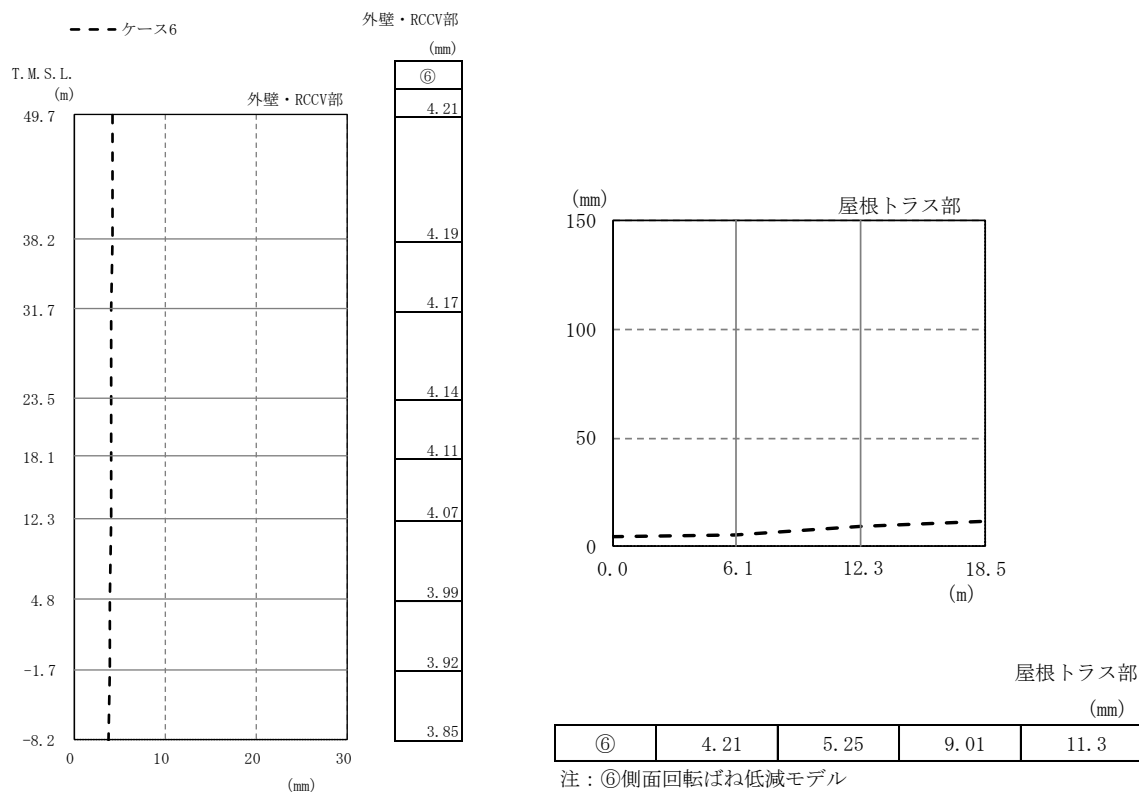 ケース6
外壁・RCCV部
(mm)
⑥
T.M.S.L.
(m)
外壁・RCCV部
49.7
38.2
31.7
23.5
18.1
12.3
4.8
-1.7
-8.2
0 10 20 30
(mm)
4.21
4.19
4.17
4.14
4.11
4.07
3.99
3.92
3.85
(mm)
屋根トラス部
150
100
50
0
0.0 6.1 12.3 18.5
(m)
屋根トラス部
(mm)
⑥ 4.21 5.25 9.01 11.3
注：⑥側面回転ばね低減モデル